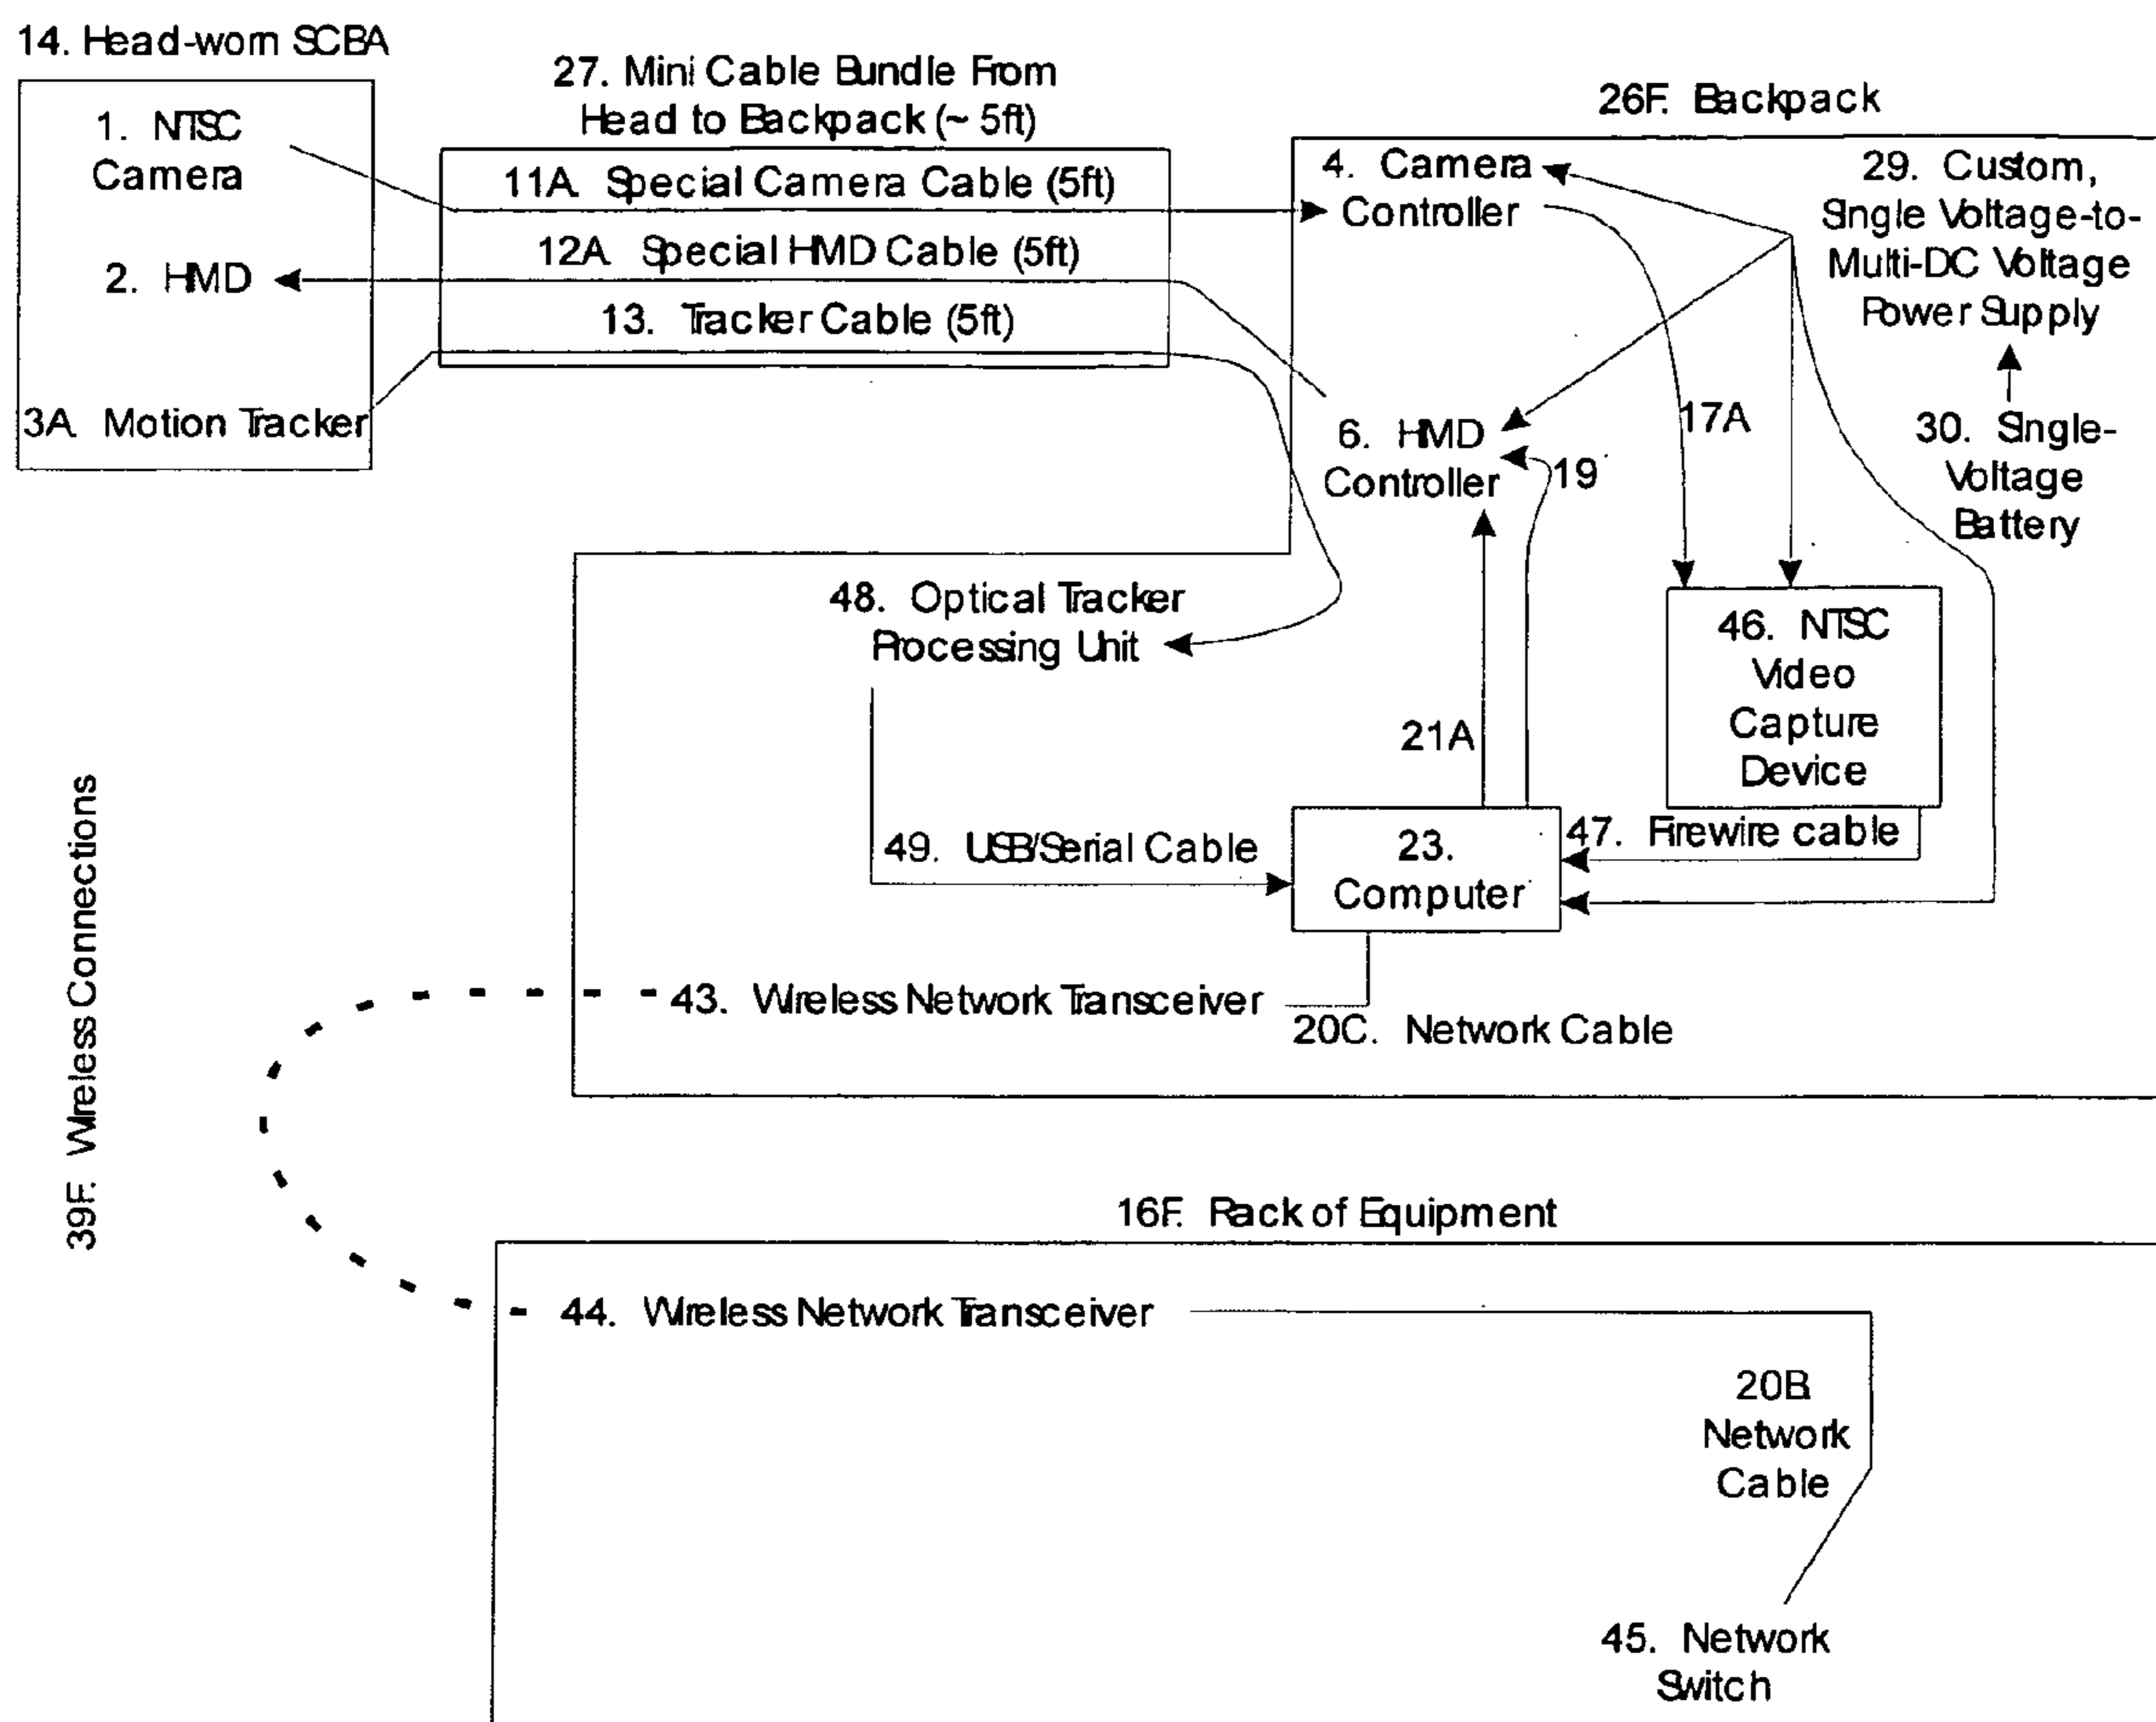 14. Head-worn SCBA
1. NTSC
Camera
2. HMD
3A. Motion Tracker
27. Mini Cable Bundle From
Head to Backpack (~ 5ft)
11A. Special Camera Cable (5ft)
12A. Special HMD Cable (5ft)
13. Tracker Cable (5ft)
26F. Backpack
4. Camera
Controller
29. Custom,
Single Voltage-to-
Multi-DC Voltage
Power Supply
30. Single-
Voltage
Battery
17A
6. HMD
Controller
19
48. Optical Tracker
Processing Unit
46. NTSC
Video
Capture
Device
21A
49. USB/Serial Cable
23.
Computer
47. Firewire cable
43. Wireless Network Transceiver
20C. Network Cable
39F. Wireless Connections
16F. Rack of Equipment
44. Wireless Network Transceiver
20B.
Network
Cable
45. Network
Switch